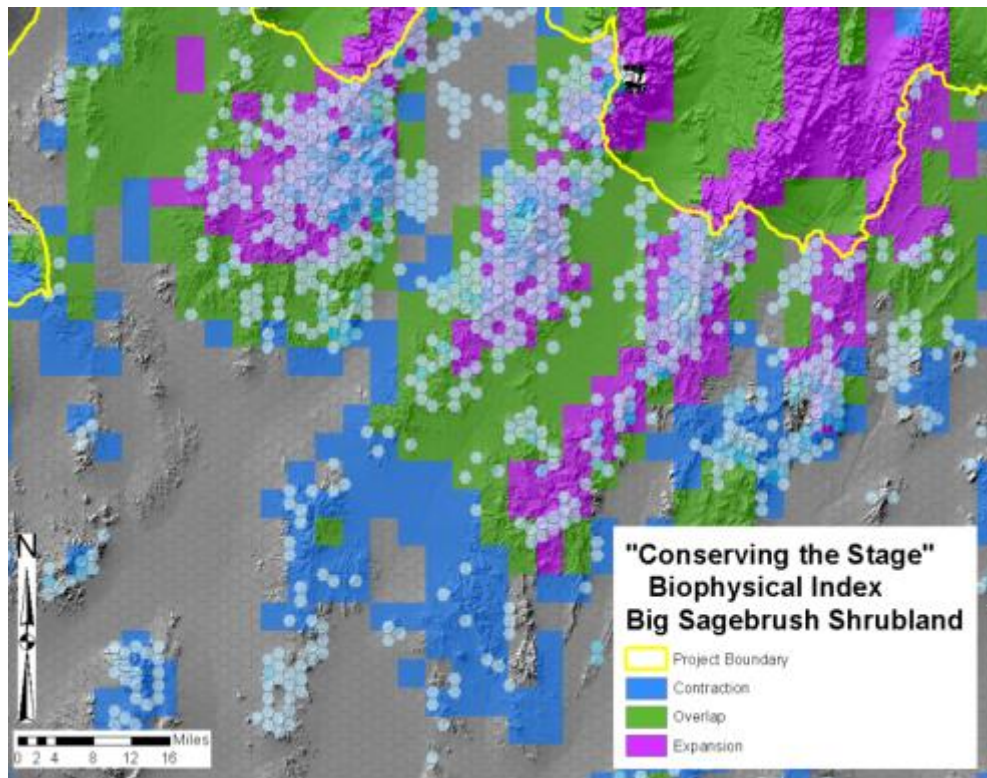 N
Miles
0 2 4 8 12 16
"Conserving the Stage"
Biophysical Index
Big Sagebrush Shrubland
Project Boundary
Contraction
Overlap
Expansion